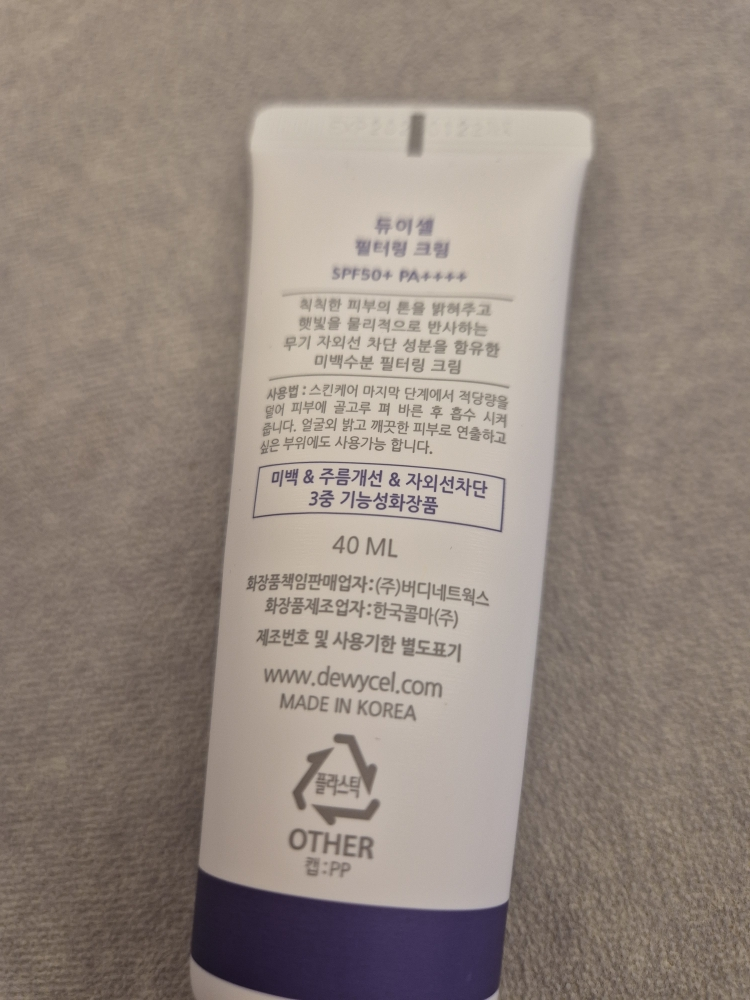 듀이셀
필터링 크림
SPF50+ PA++++
칙칙한 피부의 톤을 밝혀주고
햇빛을 물리적으로 반사하는
무기 자외선 차단 성분을 함유한
미백수분 필터링 크림
사용법 : 스킨케어 마지막 단계에서 적당량을
덜어 피부에 골고루 펴 바른 후 흡수 시켜
줍니다. 얼굴외 밝고 깨끗한 피부로 연출하고
싶은 부위에도 사용가능 합니다.
미백 & 주름개선 & 자외선차단
3중 기능성화장품
40 ML
화장품책임판매업자:(주)버디네트웍스
화장품제조업자:한국콜마(주)
제조번호 및 사용기한 별도표기
www.dewycel.com
MADE IN KOREA
플라스틱
OTHER
캡:PP